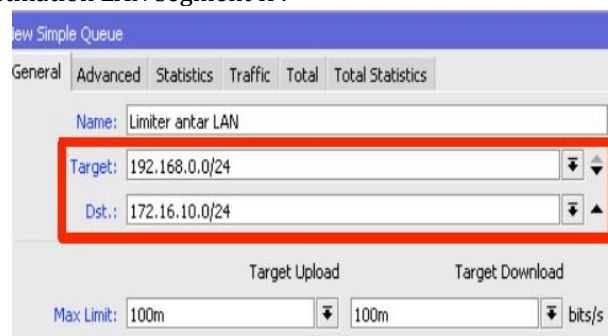 New Simple Queue
General Advanced Statistics Traffic Total Total Statistics
Name: Limiter antar LAN
Target: 192.168.0.0/24
Dst.: 172.16.10.0/24
Target Upload Target Download
Max Limit: 100m 100m bits/s